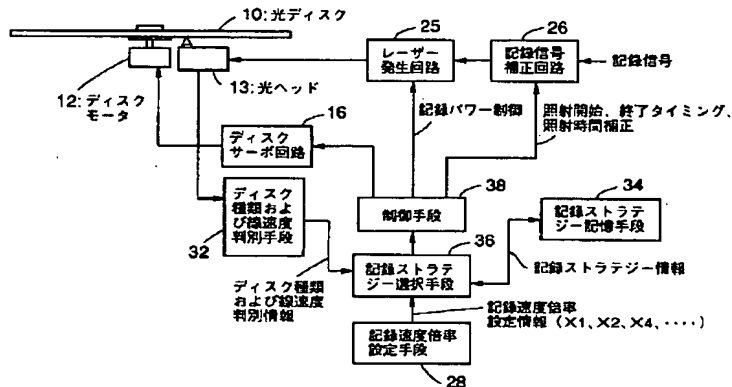 10:光ディスク
25
26
レーザー
発生回路
記録信号
補正回路
記録信号
12:ディスク
モータ
13:光ヘッド
16
ディスク
サーボ回路
記録パワー制御
照射開始、終了タイミング、
照射時間補正
ディスク
種類およ
び線速度
判別手段
32
38
制御手段
34
記録ストラテ
ジー記憶手段
36
記録ストラテ
ジー選択手段
記録ストラテジー情報
ディスク種類
および線速度
判別情報
記録速度倍率
設定情報(×1、×2、×4、‥‥)
記録速度倍率
設定手段
28